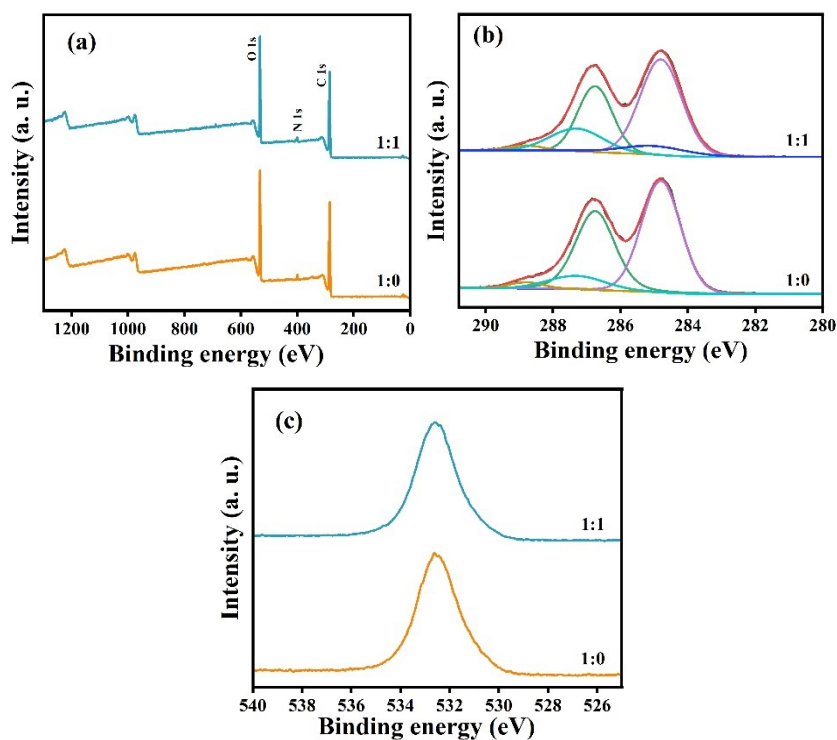 (a)
O 1s
N 1s
C 1s
1:1
1:0
Intensity (a. u.)
1200 1000 800 600 400 200 0
Binding energy (eV)
(b)
1:1
1:0
Intensity (a. u.)
290 288 286 284 282 280
Binding energy (eV)
(c)
1:1
1:0
Intensity (a. u.)
540 538 536 534 532 530 528 526
Binding energy (eV)